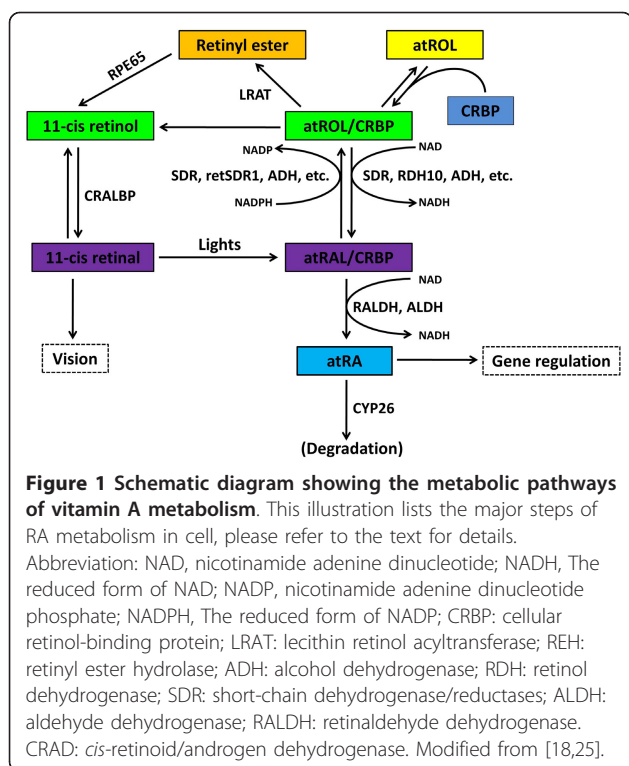 Retinyl ester
atROL
RPE65
LRAT
CRBP
11-cis retinol
atROL/CRBP
NADP
NAD
SDR, retSDR1, ADH, etc.
SDR, RDH10, ADH, etc.
NADPH
NADH
CRALBP
Lights
11-cis retinal
atRAL/CRBP
NAD
RALDH, ALDH
NADH
Vision
atRA
Gene regulation
CYP26
(Degradation)
Figure 1 Schematic diagram showing the metabolic pathways
of vitamin A metabolism. This illustration lists the major steps of
RA metabolism in cell, please refer to the text for details.
Abbreviation: NAD, nicotinamide adenine dinucleotide; NADH, The
reduced form of NAD; NADP, nicotinamide adenine dinucleotide
phosphate; NADPH, The reduced form of NADP; CRBP: cellular
retinol-binding protein; LRAT: lecithin retinol acyltransferase; REH:
retinyl ester hydrolase; ADH: alcohol dehydrogenase; RDH: retinol
dehydrogenase; SDR: short-chain dehydrogenase/reductases; ALDH:
aldehyde dehydrogenase; RALDH: retinaldehyde dehydrogenase.
CRAD: cis-retinoid/androgen dehydrogenase. Modified from [18,25].